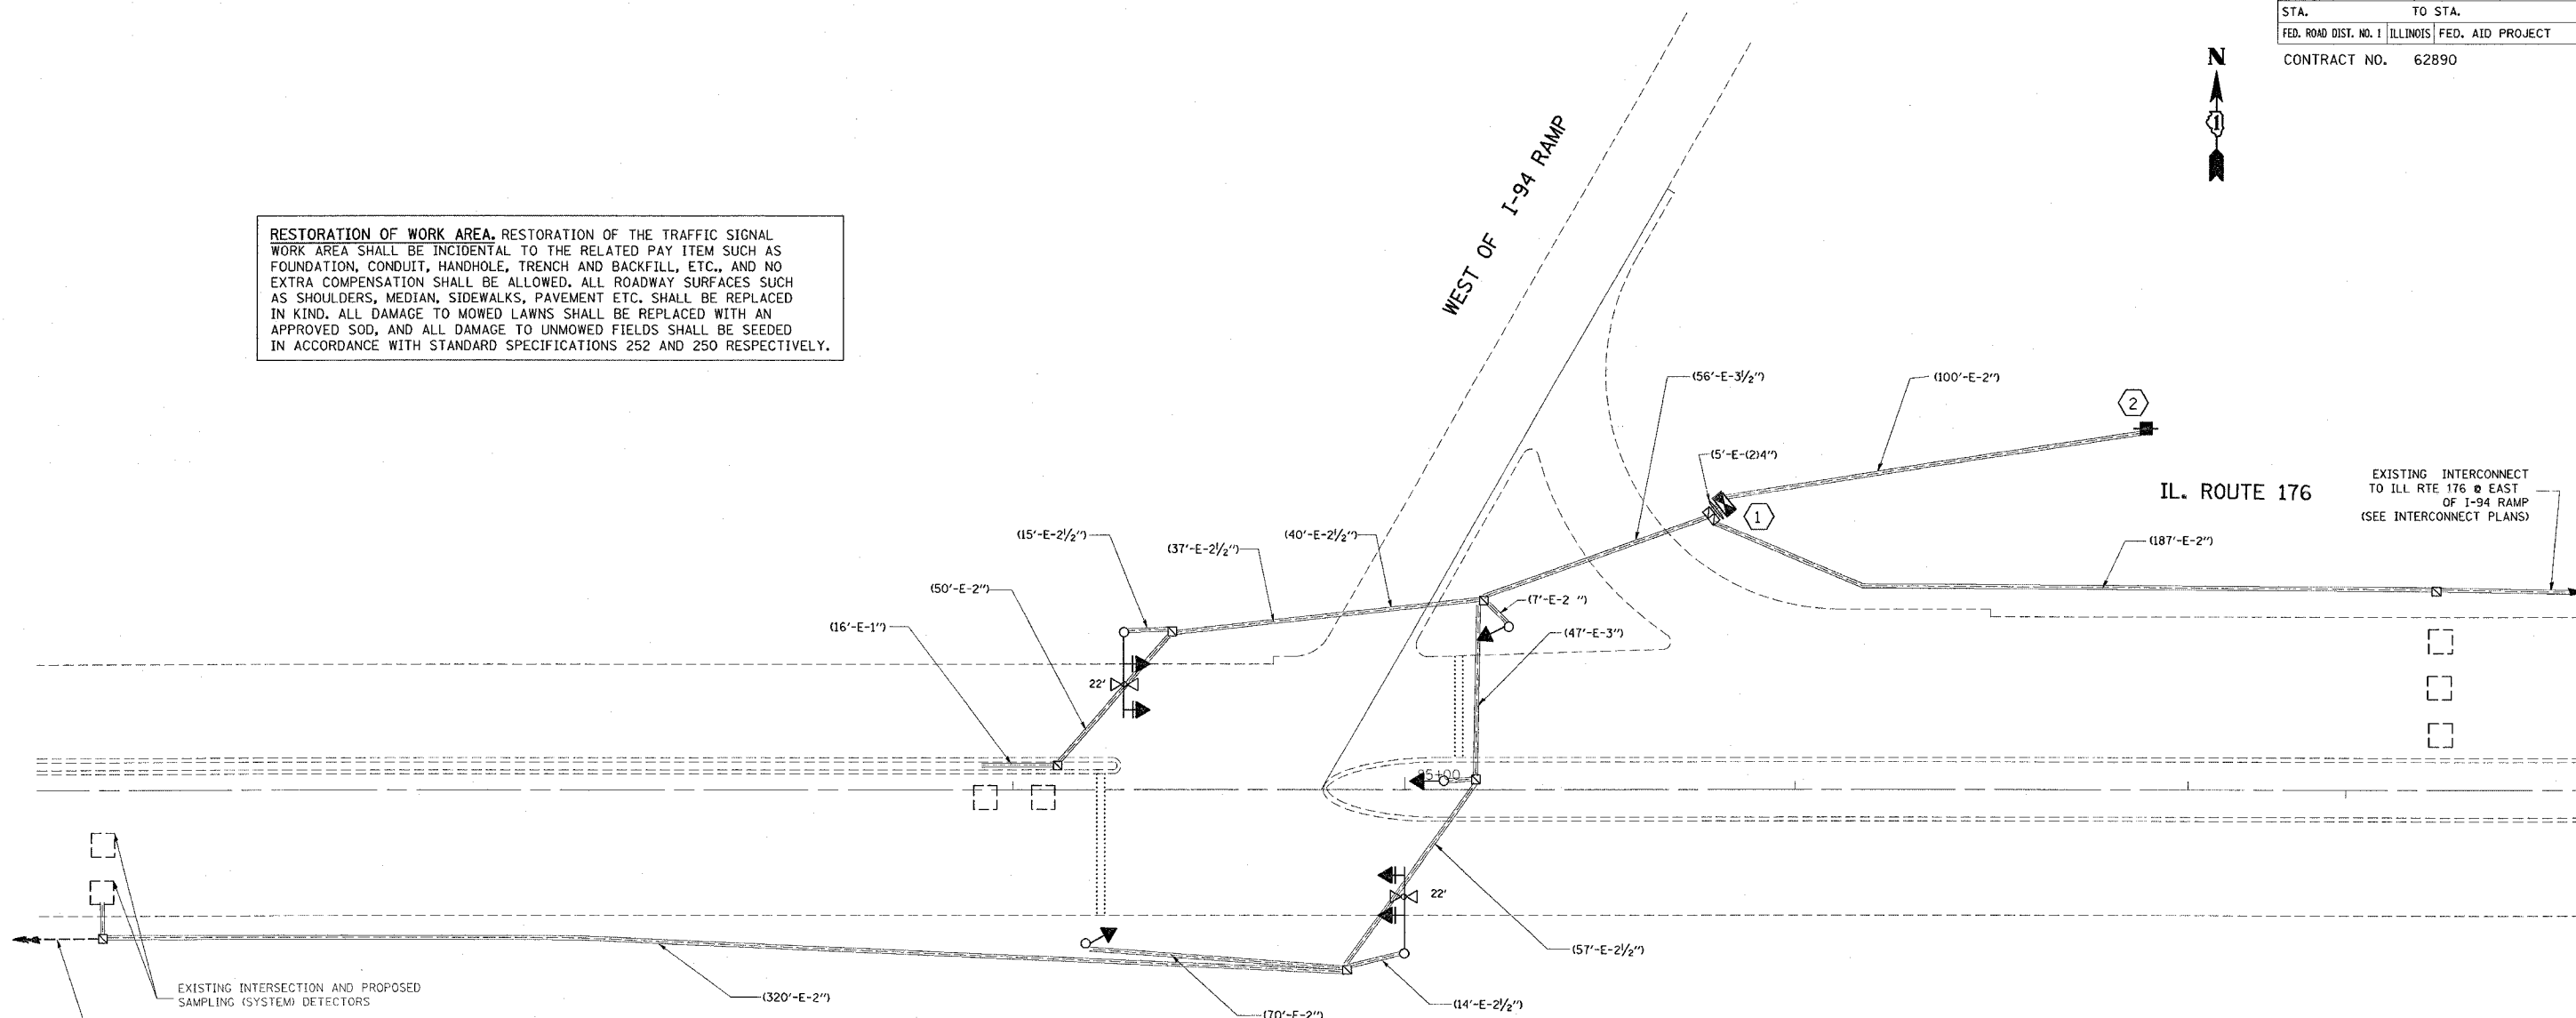 STA. TO STA.
FED. ROAD DIST. NO. 1 ILLINOIS FED. AID PROJECT
CONTRACT NO. 62890
N
1
WEST OF I-94 RAMP
RESTORATION OF WORK AREA. RESTORATION OF THE TRAFFIC SIGNAL
WORK AREA SHALL BE INCIDENTAL TO THE RELATED PAY ITEM SUCH AS
FOUNDATION, CONDUIT, HANDHOLE, TRENCH AND BACKFILL, ETC., AND NO
EXTRA COMPENSATION SHALL BE ALLOWED. ALL ROADWAY SURFACES SUCH
AS SHOULDERS, MEDIAN, SIDEWALKS, PAVEMENT ETC. SHALL BE REPLACED
IN KIND. ALL DAMAGE TO MOWED LAWNS SHALL BE REPLACED WITH AN
APPROVED SOD, AND ALL DAMAGE TO UNMOWED FIELDS SHALL BE SEEDED
IN ACCORDANCE WITH STANDARD SPECIFICATIONS 252 AND 250 RESPECTIVELY.
(56'-E-3½")
(100'-E-2")
2
(5'-E-(2)4")
1
IL. ROUTE 176
EXISTING INTERCONNECT
TO ILL RTE 176 @ EAST
OF I-94 RAMP
(SEE INTERCONNECT PLANS)
(187'-E-2")
(15'-E-2½")
(37'-E-2½")
(40'-E-2½")
(50'-E-2")
(7'-E-2 ")
(16'-E-1")
(47'-E-3")
22'
22'
(57'-E-2½")
EXISTING INTERSECTION AND PROPOSED
SAMPLING (SYSTEM) DETECTORS
(320'-E-2")
(14'-E-2½")
(70'-E-2")